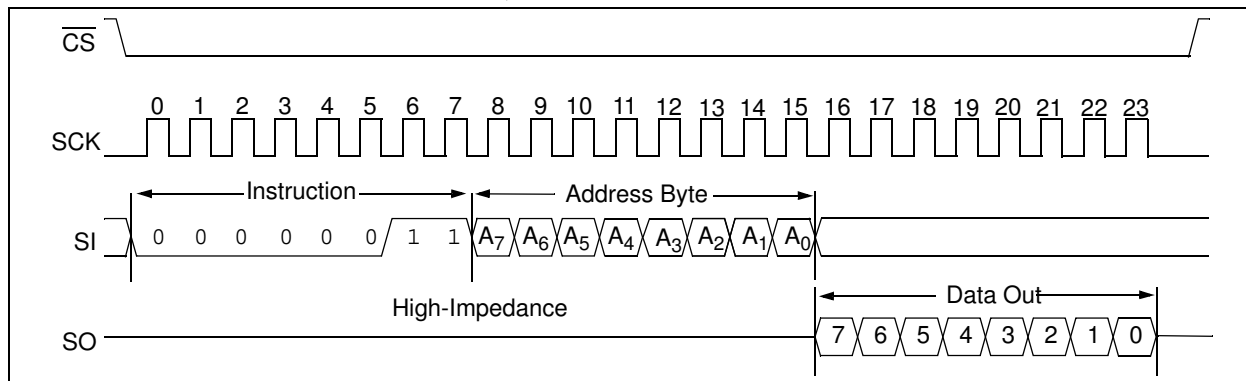 CS
0 1 2 3 4 5 6 7 8 9 10 11 12 13 14 15 16 17 18 19 20 21 22 23
SCK
Instruction Address Byte
SI 0 0 0 0 0 0 1 1 A7 A6 A5 A4 A3 A2 A1 A0
High-Impedance Data Out
SO 7 6 5 4 3 2 1 0